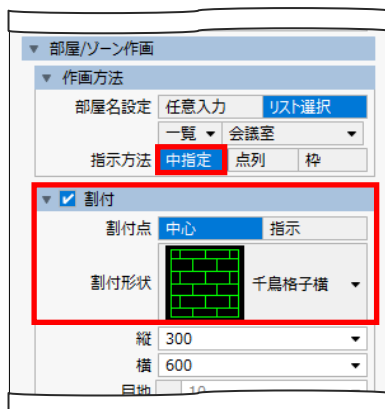 部屋/ゾーン作画
作画方法
部屋名設定 任意入力 リスト選択
一覧 会議室
指示方法 中指定 点列 枠
割付
割付点 中心 指示
割付形状 千鳥格子横
縦 300
横 600
目地 10